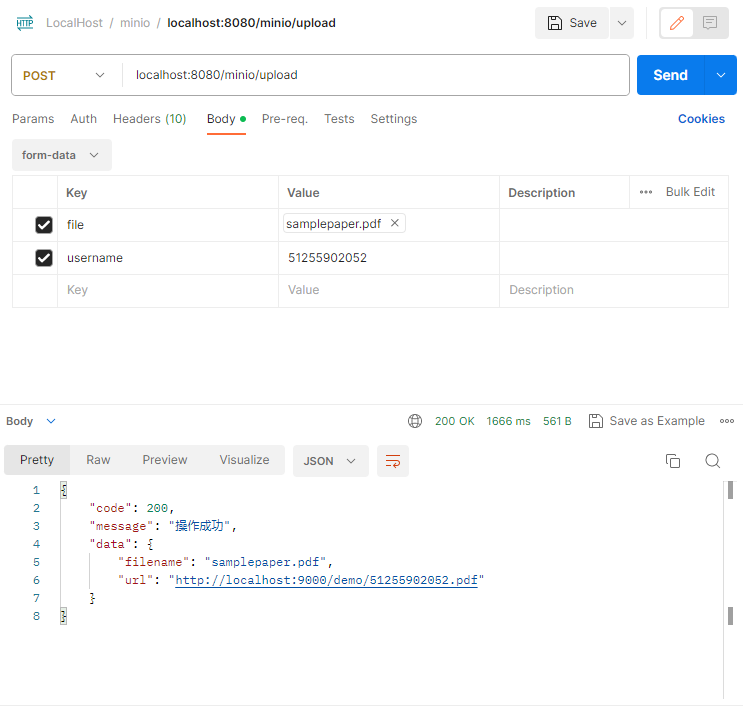 HTTP LocalHost / minio / localhost:8080/minio/upload Save
POST localhost:8080/minio/upload Send
Params Auth Headers (10) Body Pre-req. Tests Settings Cookies
form-data
Key Value Description ••• Bulk Edit
file samplepaper.pdf ×
username 51255902052
Key Value Description
Body 200 OK 1666 ms 561 B Save as Example •••
Pretty Raw Preview Visualize JSON
1 {
2 "code": 200,
3 "message": "操作成功",
4 "data": {
5 "filename": "samplepaper.pdf",
6 "url": "http://localhost:9000/demo/51255902052.pdf"
7 }
8 }